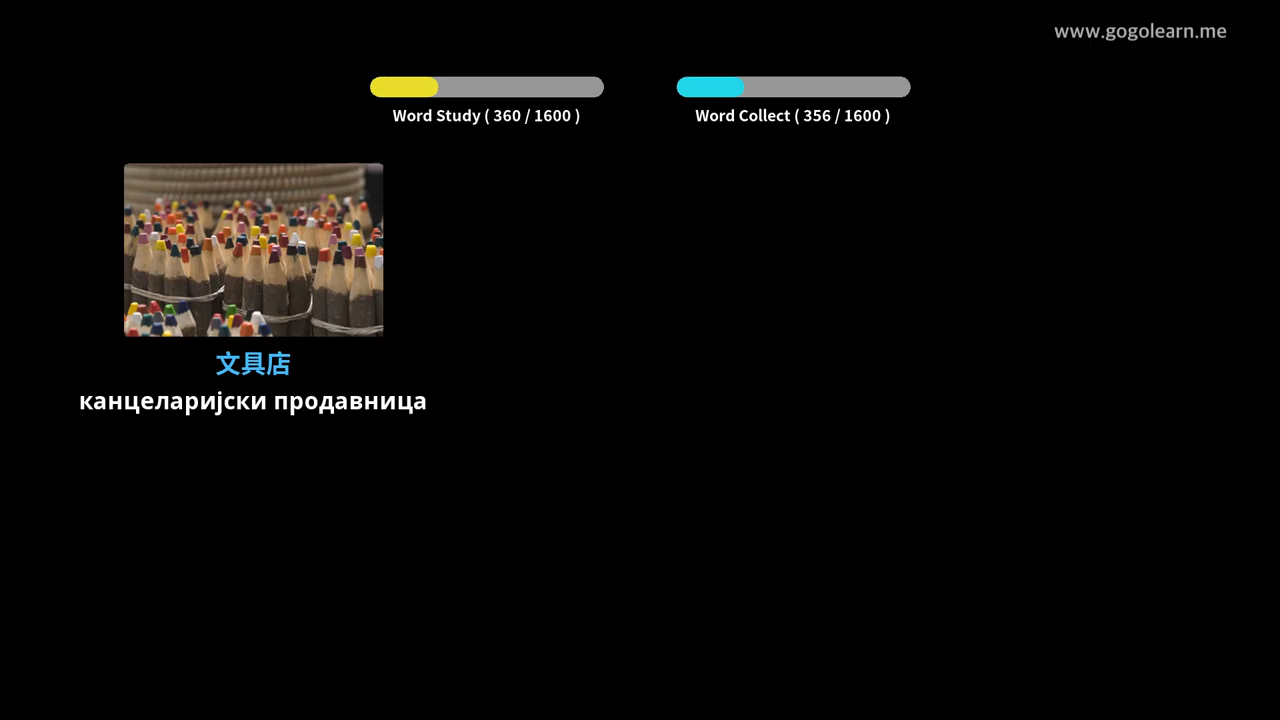 www.gogolearn.me
Word Study ( 360 / 1600 )
Word Collect ( 356 / 1600 )
文具店
канцеларијски продавница